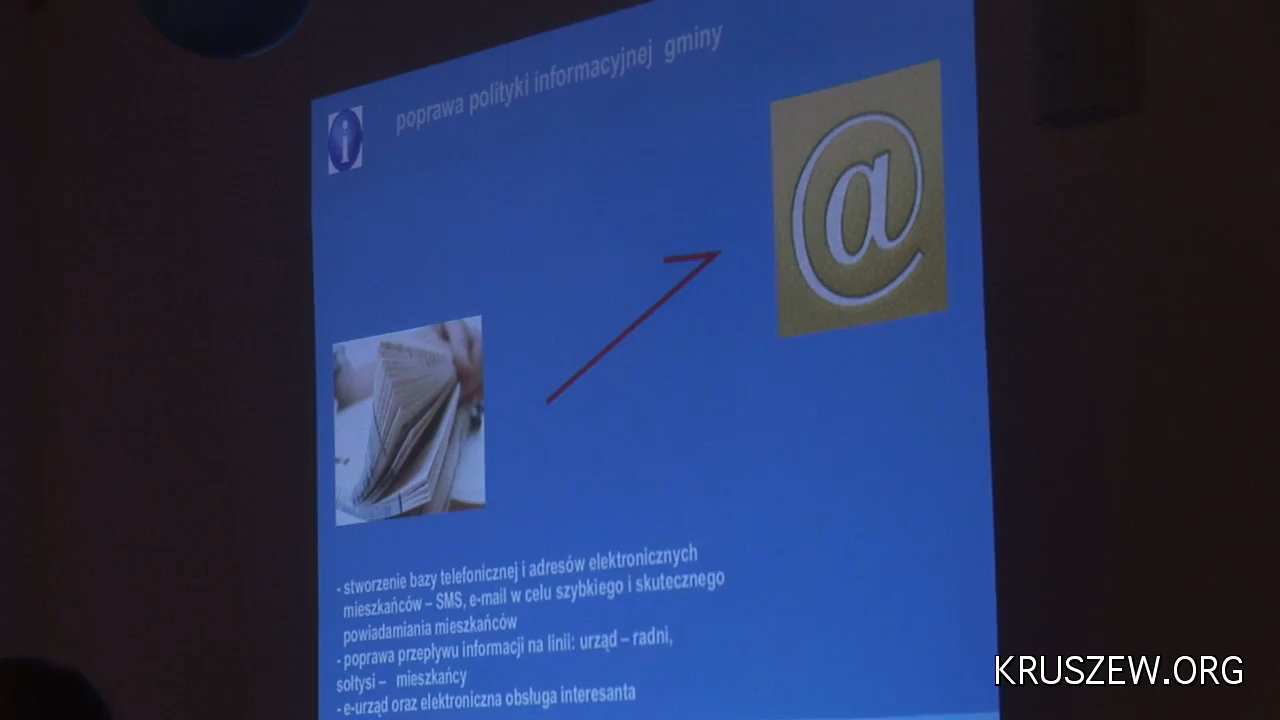 i
poprawa polityki informacyjnej gminy
@
- stworzenie bazy telefonicznej i adresów elektronicznych
mieszkańców – SMS, e-mail w celu szybkiego i skutecznego
powiadamiania mieszkańców
- poprawa przepływu informacji na linii: urząd – radni,
sołtysi – mieszkańcy
- e-urząd oraz elektroniczna obsługa interesanta
KRUSZEW.ORG